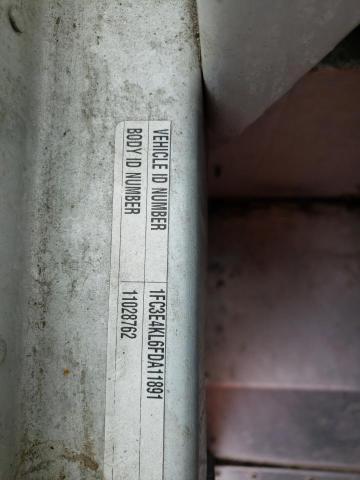 VEHICLE ID NUMBER 1FC3E4KL6FDA11891
BODY ID NUMBER 11028762